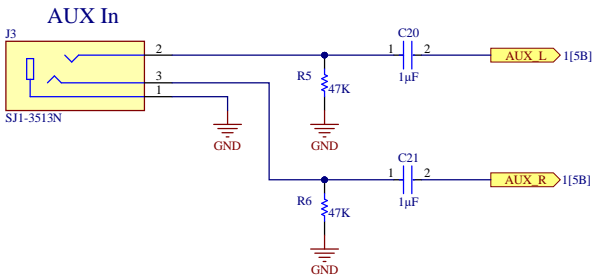 AUX In
J3
2
3
1
SJ1-3513N
GND
R5
47K
GND
C20
1 2
1µF
AUX_L 1[5B]
C21
1 2
1µF
AUX_R 1[5B]
R6
47K
GND